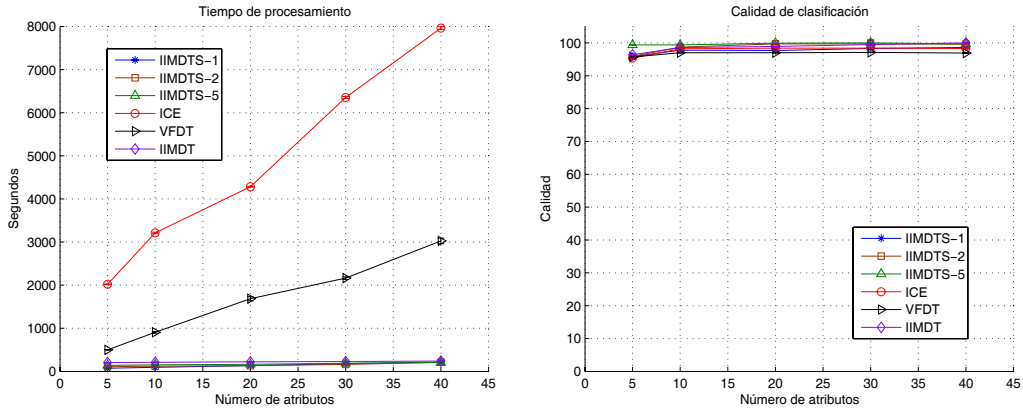 Tiempo de procesamiento
8000
7000
6000
5000
4000
3000
2000
1000
0
Segundos
IIMDTS−1
IIMDTS−2
IIMDTS−5
ICE
VFDT
IIMDT
0 5 10 15 20 25 30 35 40 45
Número de atributos
Calidad de clasificación
100
90
80
70
60
50
40
30
20
10
0
Calidad
IIMDTS−1
IIMDTS−2
IIMDTS−5
ICE
VFDT
IIMDT
0 5 10 15 20 25 30 35 40 45
Número de atributos